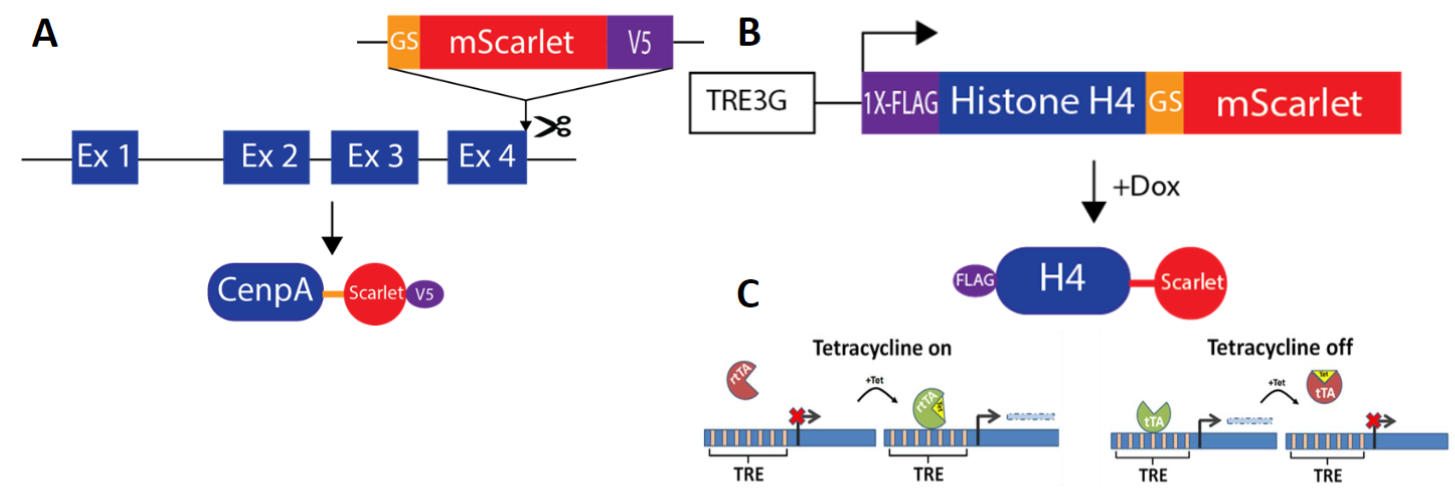 A
GS mScarlet V5
Ex 1 Ex 2 Ex 3 Ex 4
CenpA Scarlet V5
B
TRE3G 1X-FLAG Histone H4 GS mScarlet
+Dox
FLAG H4 Scarlet
C
Tetracycline on
rtTA +Tet rtTA Tet
TRE TRE
Tetracycline off
tTA +Tet Tet tTA
TRE TRE